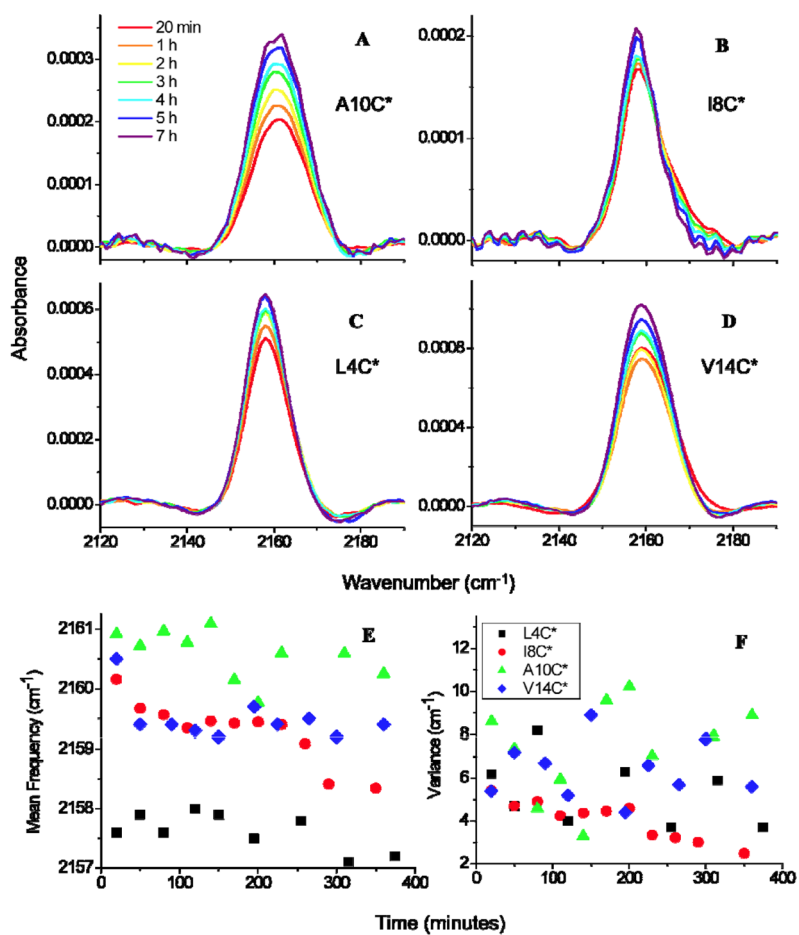 A
20 min
1 h
2 h
3 h
4 h
5 h
7 h
A10C*
0.0003
0.0002
0.0001
0.0000
B
I8C*
0.0002
0.0001
0.0000
Absorbance
C
L4C*
0.0006
0.0004
0.0002
0.0000
2120 2140 2160 2180
D
V14C*
0.0008
0.0004
0.0000
2120 2140 2160 2180
Wavenumber (cm-1)
E
Mean Frequency (cm-1)
2161
2160
2159
2158
2157
0 100 200 300 400
F
L4C*
I8C*
A10C*
V14C*
Variance (cm-1)
12
10
8
6
4
2
0 100 200 300 400
Time (minutes)